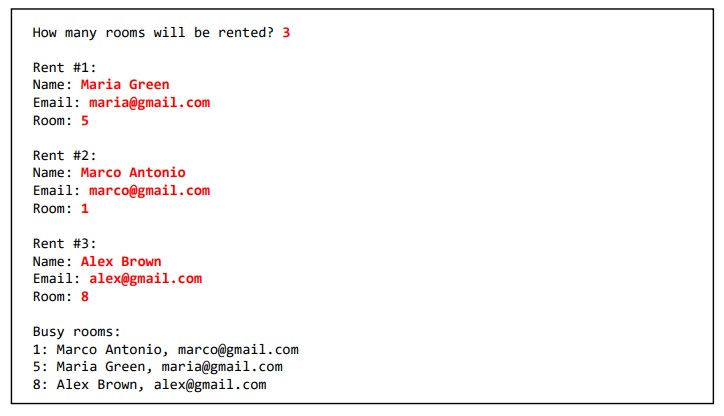 How many rooms will be rented? 3
Rent #1:
Name: Maria Green
Email: maria@gmail.com
Room: 5
Rent #2:
Name: Marco Antonio
Email: marco@gmail.com
Room: 1
Rent #3:
Name: Alex Brown
Email: alex@gmail.com
Room: 8
Busy rooms:
1: Marco Antonio, marco@gmail.com
5: Maria Green, maria@gmail.com
8: Alex Brown, alex@gmail.com